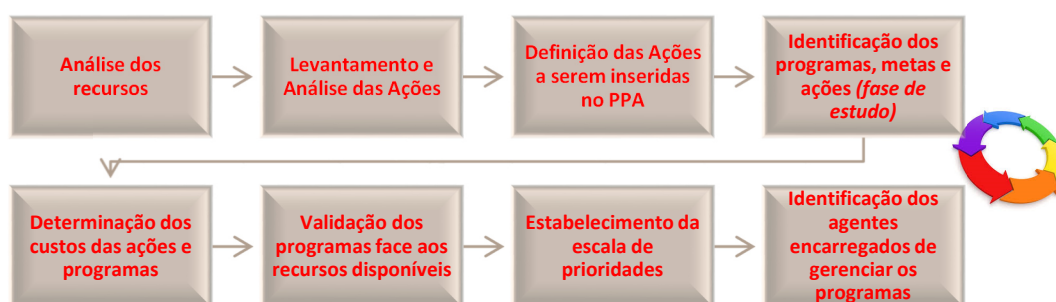 Análise dos
recursos
Levantamento e
Análise das Ações
Definição das Ações
a serem inseridas
no PPA
Identificação dos
programas, metas e
ações (fase de
estudo)
Determinação dos
custos das ações e
programas
Validação dos
programas face aos
recursos disponíveis
Estabelecimento da
escala de
prioridades
Identificação dos
agentes
encarregados de
gerenciar os
programas